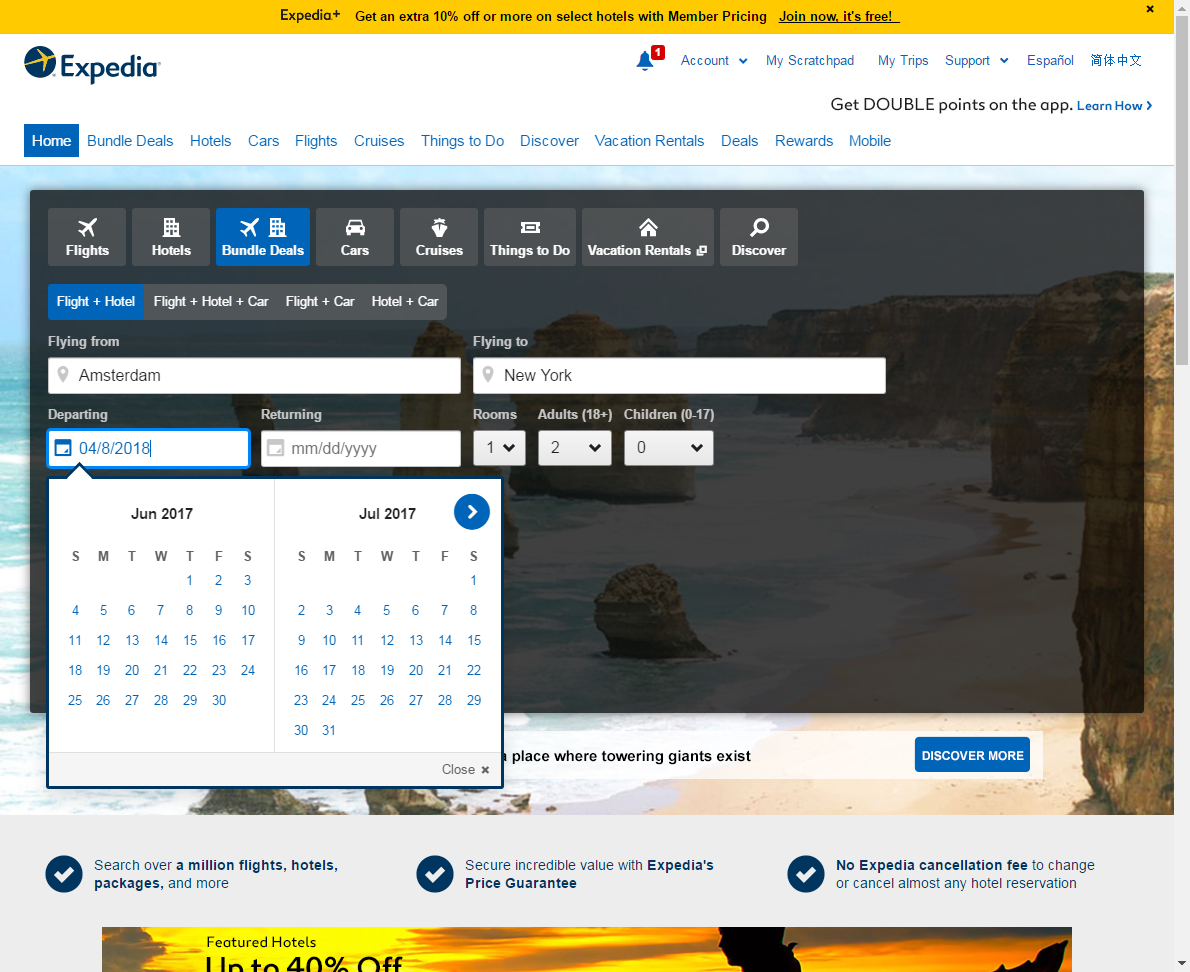 Expedia+ Get an extra 10% off or more on select hotels with Member Pricing Join now, it's free!
Expedia
1 Account My Scratchpad My Trips Support Español 简体中文
Get DOUBLE points on the app. Learn How
Home Bundle Deals Hotels Cars Flights Cruises Things to Do Discover Vacation Rentals Deals Rewards Mobile
Flights Hotels Bundle Deals Cars Cruises Things to Do Vacation Rentals Discover
Flight + Hotel Flight + Hotel + Car Flight + Car Hotel + Car
Flying from Flying to
Amsterdam New York
Departing Returning Rooms Adults (18+) Children (0-17)
04/8/2018 mm/dd/yyyy 1 2 0
Jun 2017 Jul 2017
S M T W T F S S M T W T F S
1 2 3 1
4 5 6 7 8 9 10 2 3 4 5 6 7 8
11 12 13 14 15 16 17 9 10 11 12 13 14 15
18 19 20 21 22 23 24 16 17 18 19 20 21 22
25 26 27 28 29 30 23 24 25 26 27 28 29
30 31
place where towering giants exist DISCOVER MORE
Close ×
Search over a million flights, hotels,
packages, and more
Secure incredible value with Expedia's
Price Guarantee
No Expedia cancellation fee to change
or cancel almost any hotel reservation
Featured Hotels
Up to 40% Off